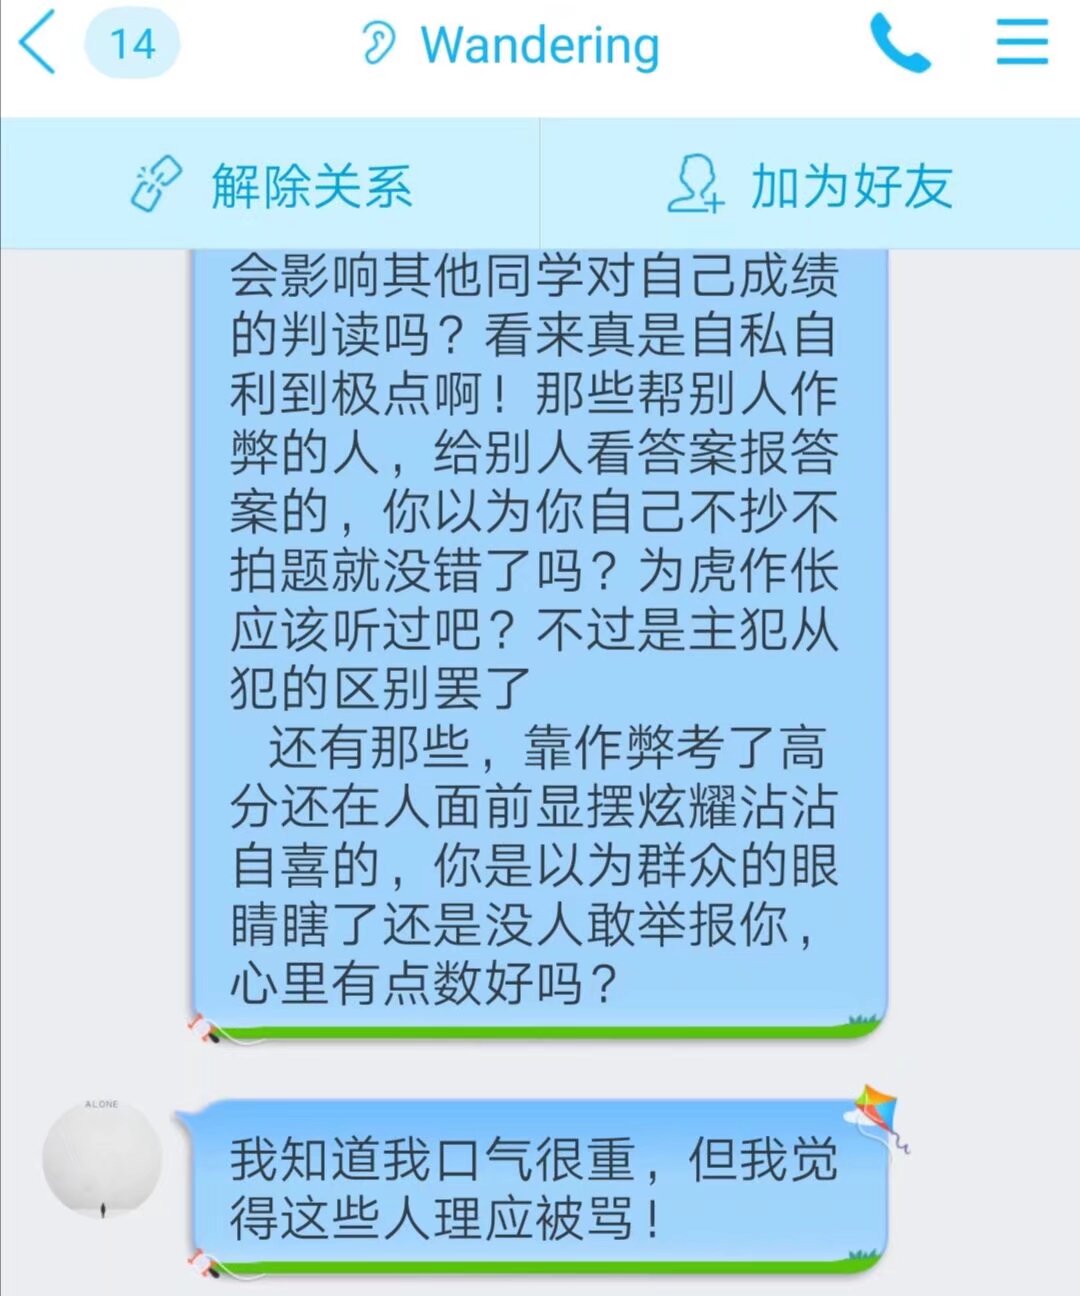 14
Wandering
解除关系
加为好友
会影响其他同学对自己成绩
的判读吗？看来真是自私自
利到极点啊！那些帮别人作
弊的人，给别人看答案报答
案的，你以为你自己不抄不
拍题就没错了吗？为虎作伥
应该听过吧？不过是主犯从
犯的区别罢了
还有那些，靠作弊考了高
分还在人面前显摆炫耀沾沾
自喜的，你是以为群众的眼
睛瞎了还是没人敢举报你，
心里有点数好吗？
ALONE
我知道我口气很重，但我觉
得这些人理应被骂！